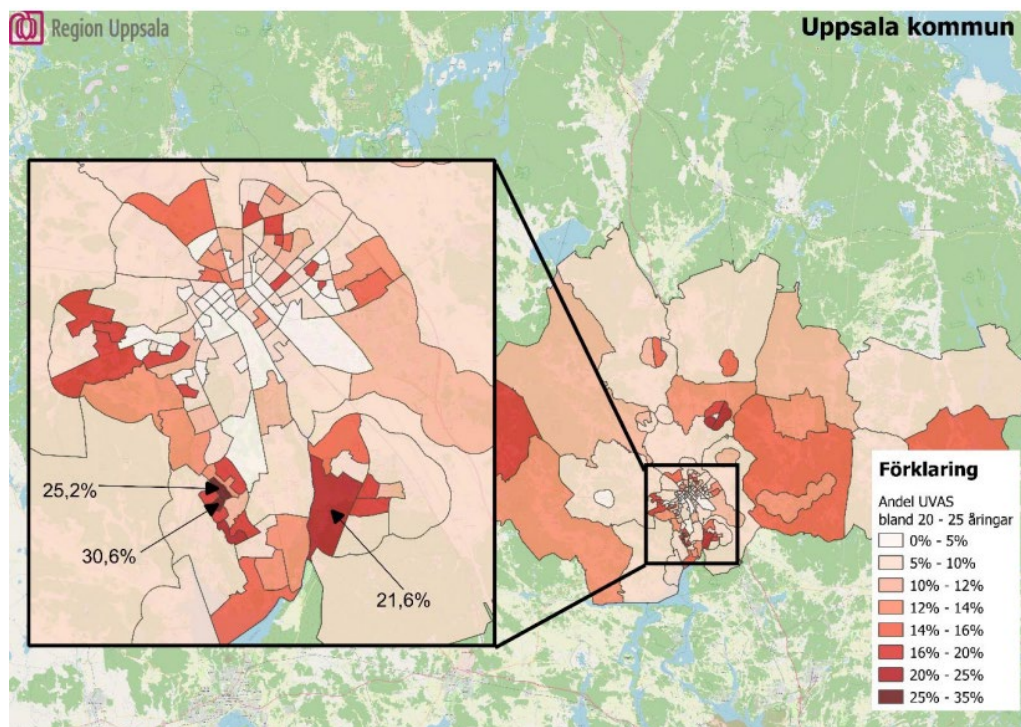 Region Uppsala
Uppsala kommun
25,2%
30,6%
21,6%
Förklaring
Andel UVAS
bland 20 - 25 åringar
0% - 5%
5% - 10%
10% - 12%
12% - 14%
14% - 16%
16% - 20%
20% - 25%
25% - 35%